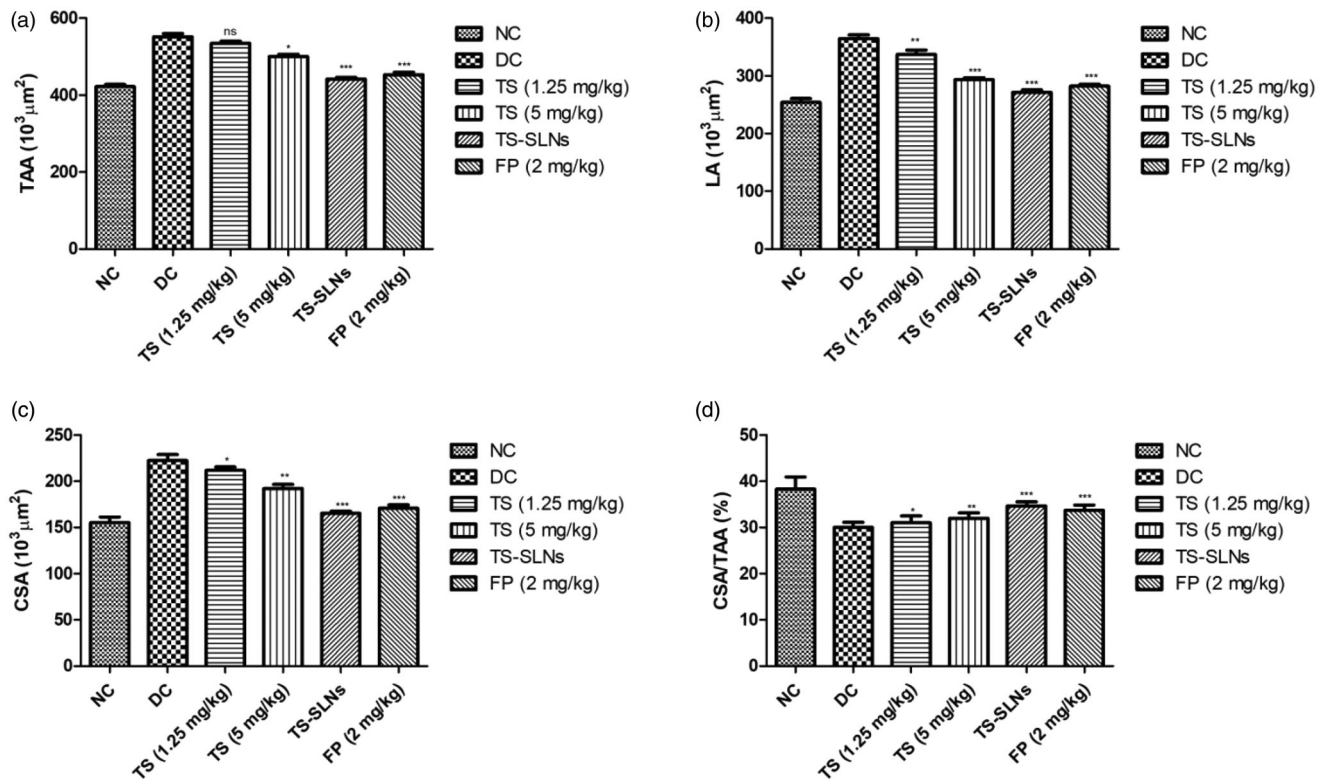 (a)
TAA (10³μm²)
600
400
200
0
ns
*
***
***
NC
DC
TS (1.25 mg/kg)
TS (5 mg/kg)
TS-SLNs
FP (2 mg/kg)
NC
DC
TS (1.25 mg/kg)
TS (5 mg/kg)
TS-SLNs
FP (2 mg/kg)
(b)
LA (10³μm²)
400
300
200
100
0
**
***
***
***
NC
DC
TS (1.25 mg/kg)
TS (5 mg/kg)
TS-SLNs
FP (2 mg/kg)
NC
DC
TS (1.25 mg/kg)
TS (5 mg/kg)
TS-SLNs
FP (2 mg/kg)
(c)
CSA (10³μm²)
250
200
150
100
50
0
*
**
***
***
NC
DC
TS (1.25 mg/kg)
TS (5 mg/kg)
TS-SLNs
FP (2 mg/kg)
NC
DC
TS (1.25 mg/kg)
TS (5 mg/kg)
TS-SLNs
FP (2 mg/kg)
(d)
CSA/TAA (%)
50
40
30
20
10
0
*
**
***
***
NC
DC
TS (1.25 mg/kg)
TS (5 mg/kg)
TS-SLNs
FP (2 mg/kg)
NC
DC
TS (1.25 mg/kg)
TS (5 mg/kg)
TS-SLNs
FP (2 mg/kg)